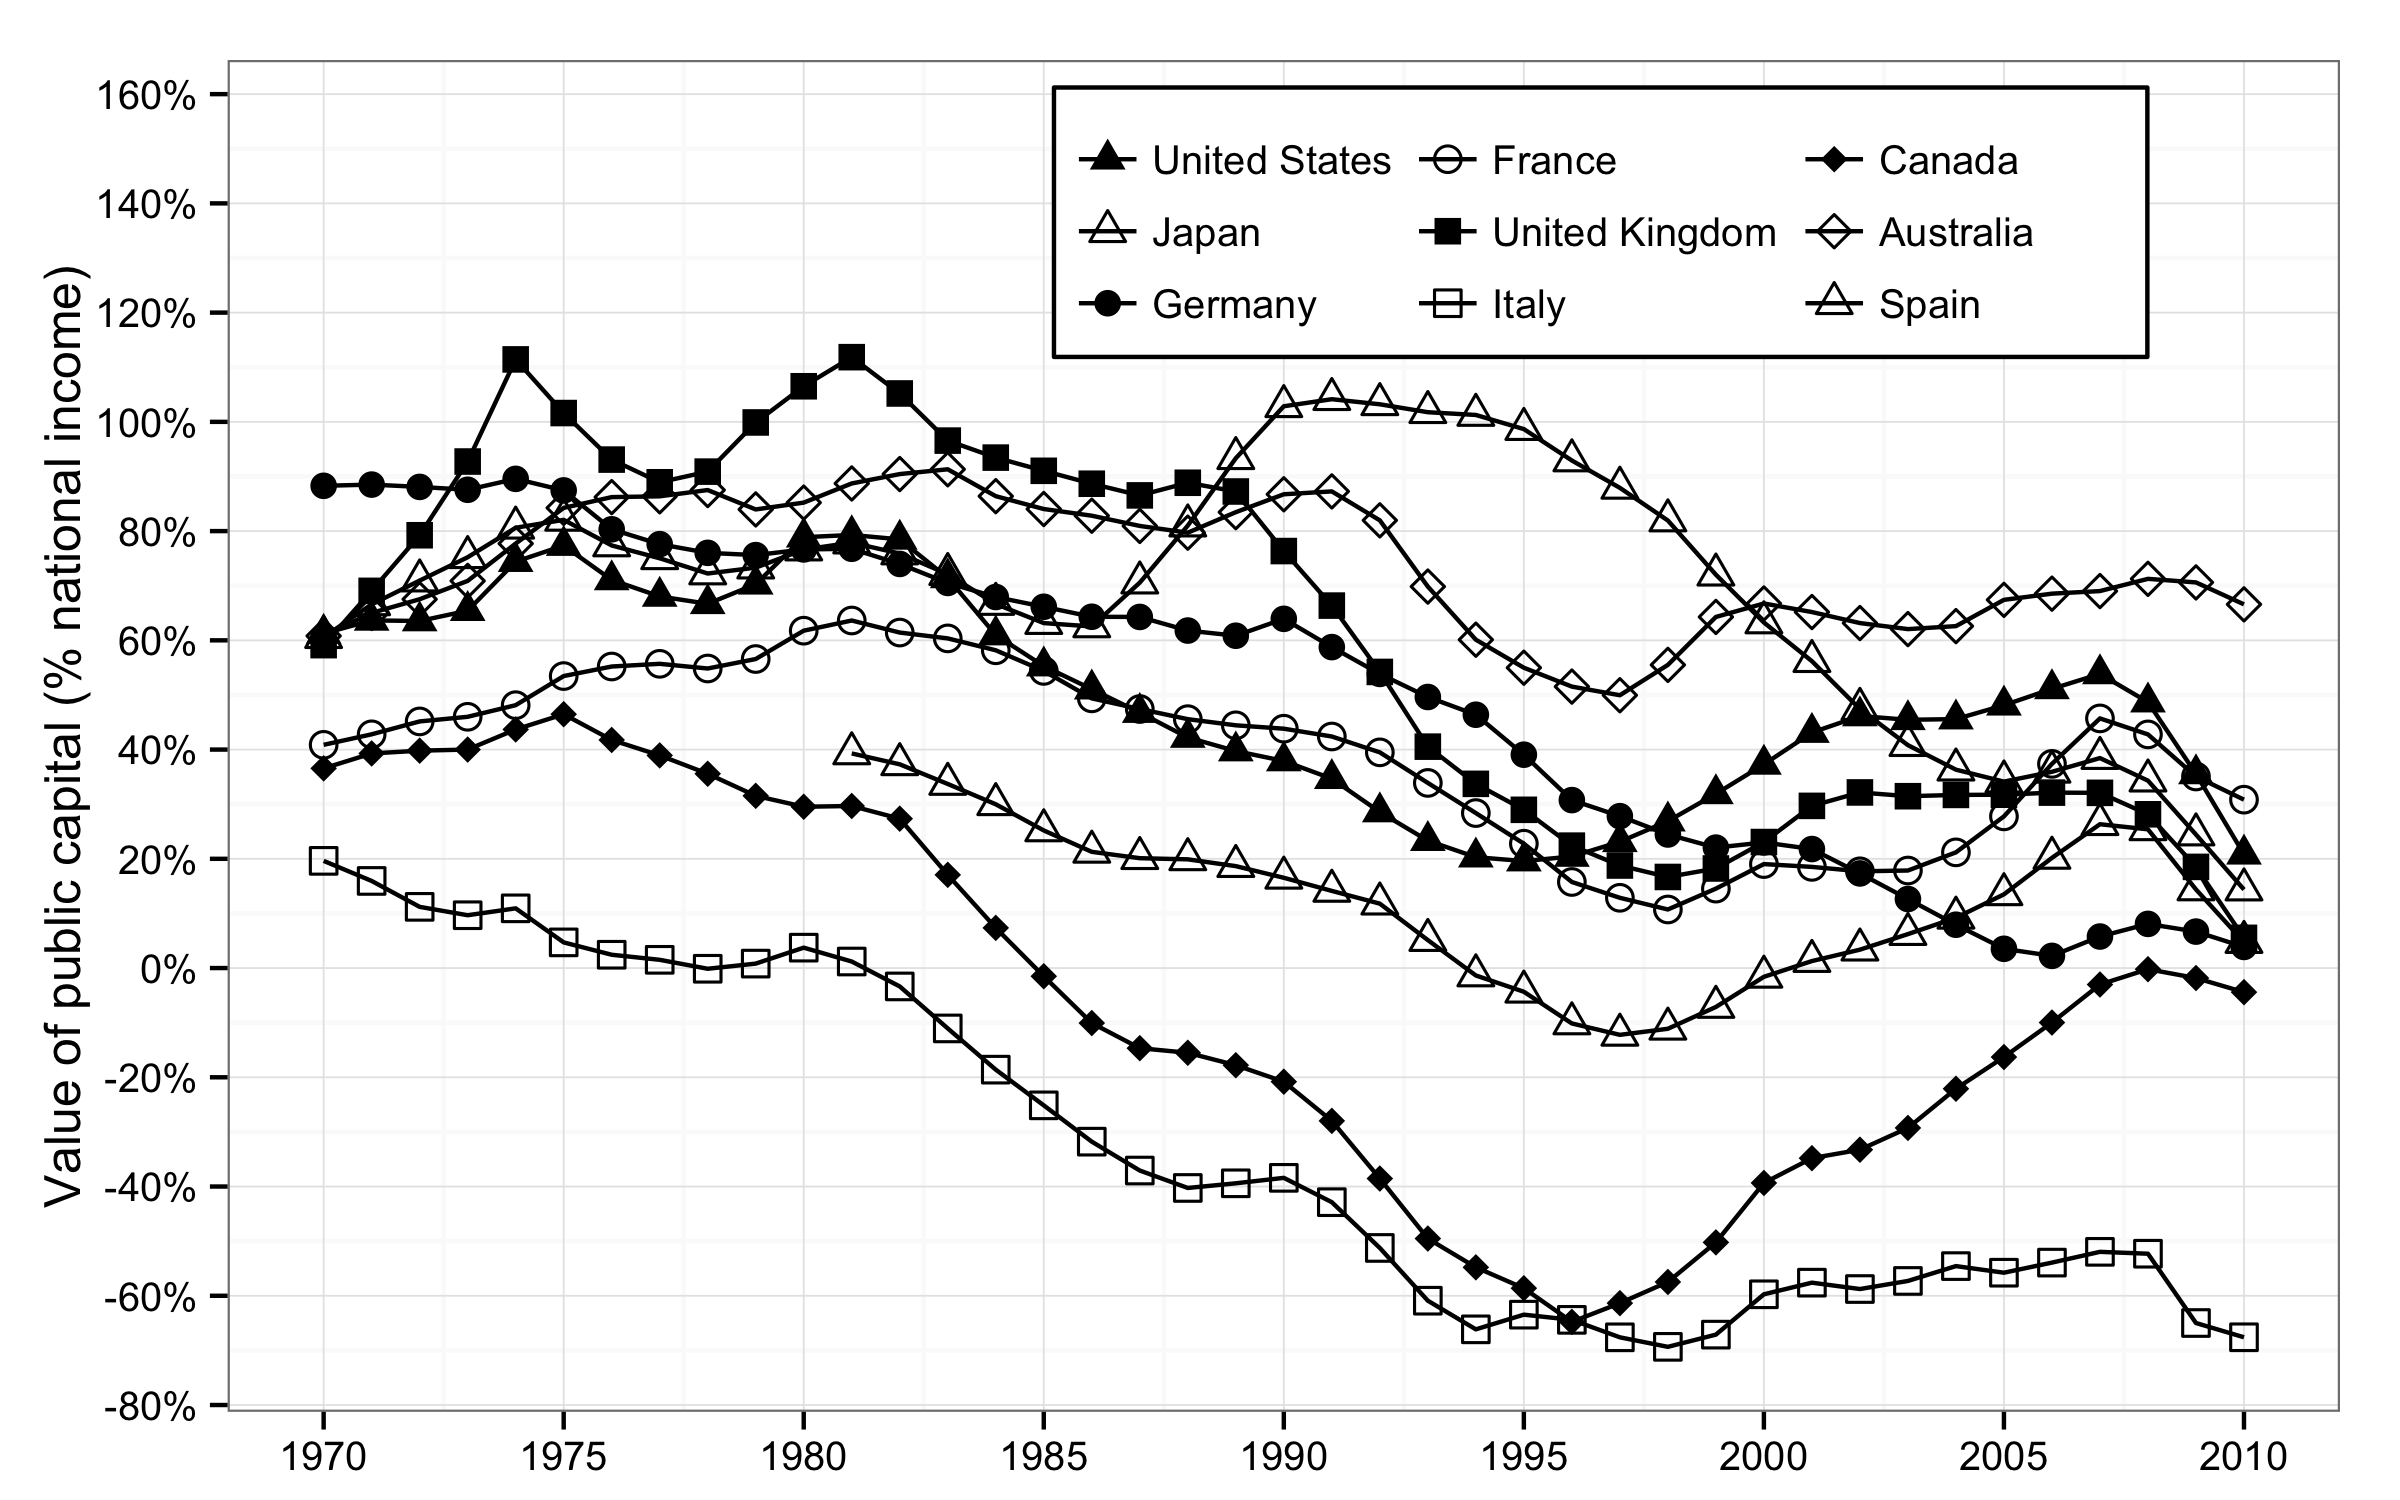 160%
140%
120%
100%
80%
60%
40%
20%
0%
-20%
-40%
-60%
-80%
Value of public capital (% national income)
United States France Canada
Japan United Kingdom Australia
Germany Italy Spain
1970 1975 1980 1985 1990 1995 2000 2005 2010